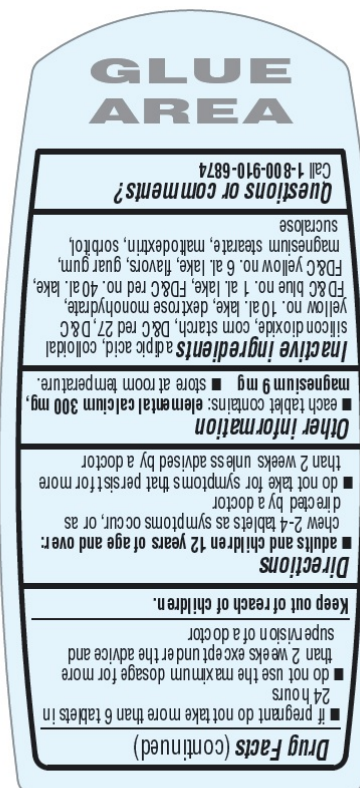 GLUE
AREA
Drug Facts (continued)
■ if pregnant do not take more than 6 tablets in
24 hours
■ do not use the maximum dosage for more
than 2 weeks except under the advice and
supervision of a doctor
Keep out of reach of children.
Directions
■ adults and children 12 years of age and over:
chew 2-4 tablets as symptoms occur, or as
directed by a doctor
■ do not take for symptoms that persist for more
than 2 weeks unless advised by a doctor
Other information
■ each tablet contains: elemental calcium 300 mg,
magnesium 9 mg ■ store at room temperature.
Inactive ingredients adipic acid, colloidal
silicon dioxide, corn starch, D&C red 27, D&C
yellow no. 10 al. lake, dextrose monohydrate,
FD&C blue no. 1 al. lake, FD&C red no. 40 al. lake,
FD&C yellow no. 6 al. lake, flavors, guar gum,
magnesium stearate, maltodextrin, sorbitol,
sucralose
Questions or comments?
Call 1-800-910-6874